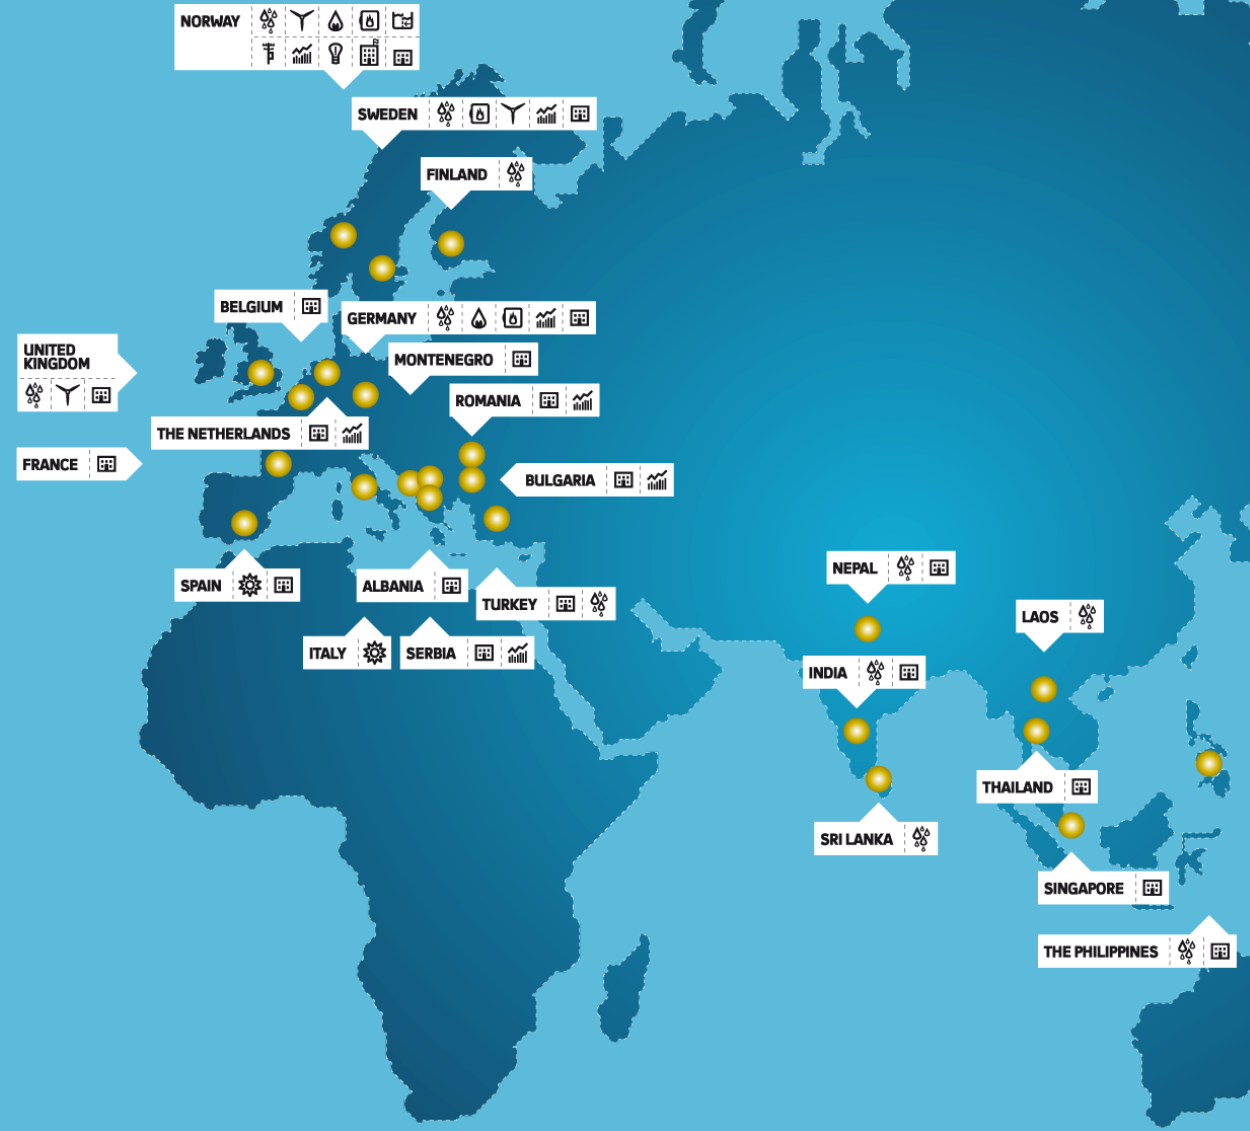 NORWAY
SWEDEN
FINLAND
BELGIUM
GERMANY
UNITED
KINGDOM
MONTENEGRO
ROMANIA
THE NETHERLANDS
FRANCE
BULGARIA
SPAIN
ALBANIA
TURKEY
ITALY
SERBIA
NEPAL
LAOS
INDIA
THAILAND
SRI LANKA
SINGAPORE
THE PHILIPPINES